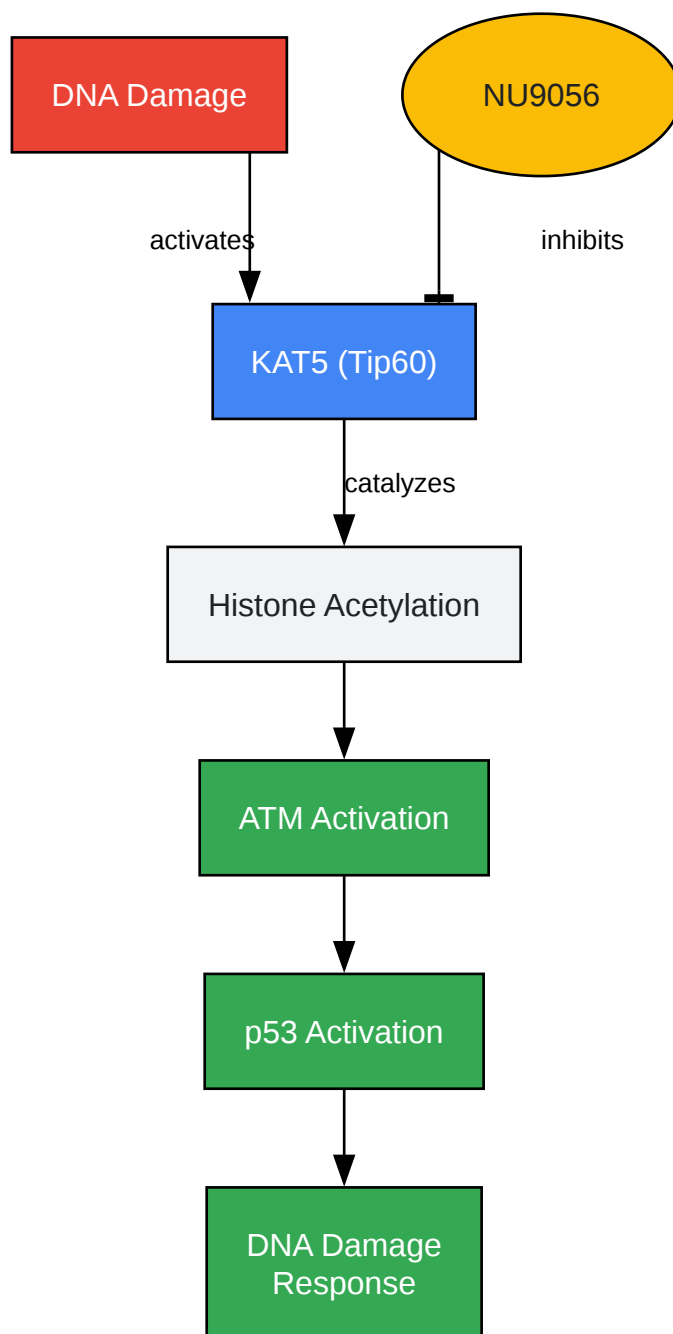 DNA Damage
NU9056
activates
inhibits
KAT5 (Tip60)
catalyzes
Histone Acetylation
ATM Activation
p53 Activation
DNA Damage
Response